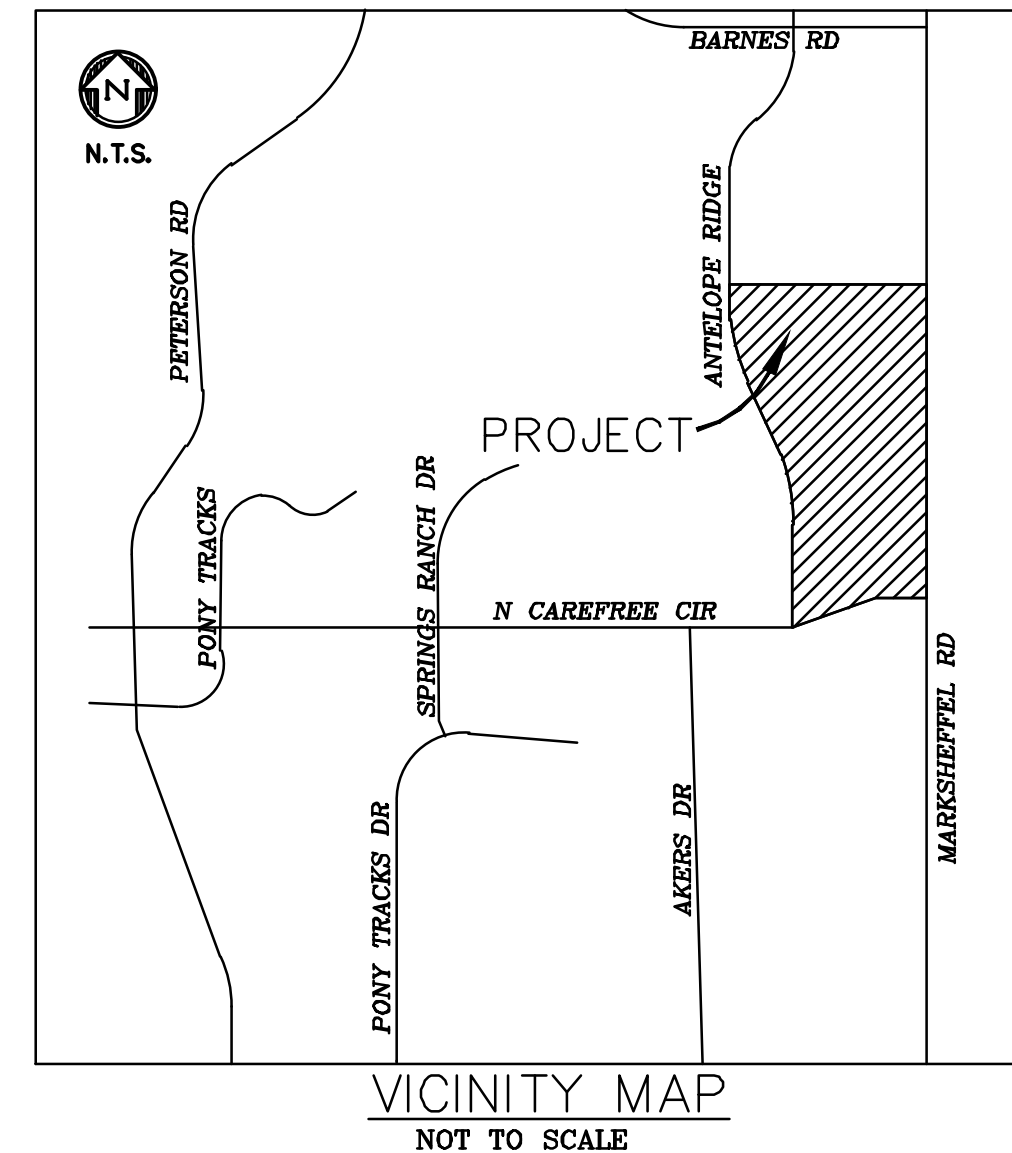 BARNES RD
N
N.T.S.
PETERSON RD
ANTELOPE RIDGE
PROJECT
PONY TRACKS
SPRINGS RANCH DR
N CAREFREE CIR
MARKSHEFFEL RD
PONY TRACKS DR
AKERS DR
VICINITY MAP
NOT TO SCALE